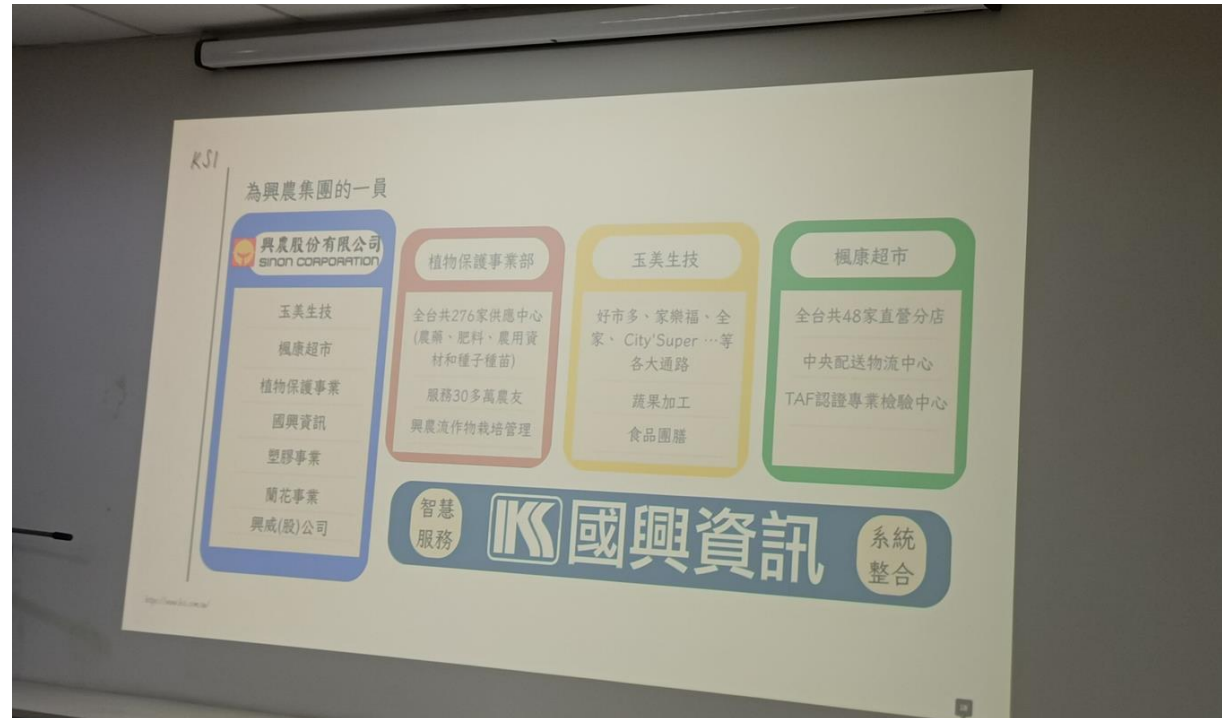 KSI
為興農集團的一員
興農股份有限公司
SINON CORPORATION
玉美生技
楓康超市
植物保護事業
國興資訊
塑膠事業
蘭花事業
興威(股)公司
植物保護事業部
全台共276家供應中心
(農藥、肥料、農用資
材和種子種苗)
服務30多萬農友
興農流作物栽培管理
玉美生技
好市多、家樂福、全
家、City'Super …等
各大通路
蔬果加工
食品團膳
楓康超市
全台共48家直營分店
中央配送物流中心
TAF認證專業檢驗中心
智慧
服務
國興資訊
系統
整合